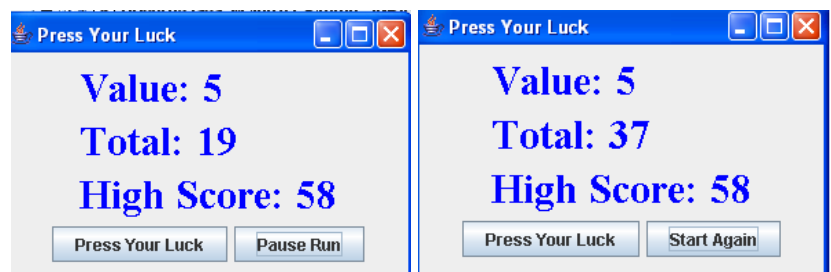 Press Your Luck
Value: 5
Total: 19
High Score: 58
Press Your Luck Pause Run
Press Your Luck
Value: 5
Total: 37
High Score: 58
Press Your Luck Start Again